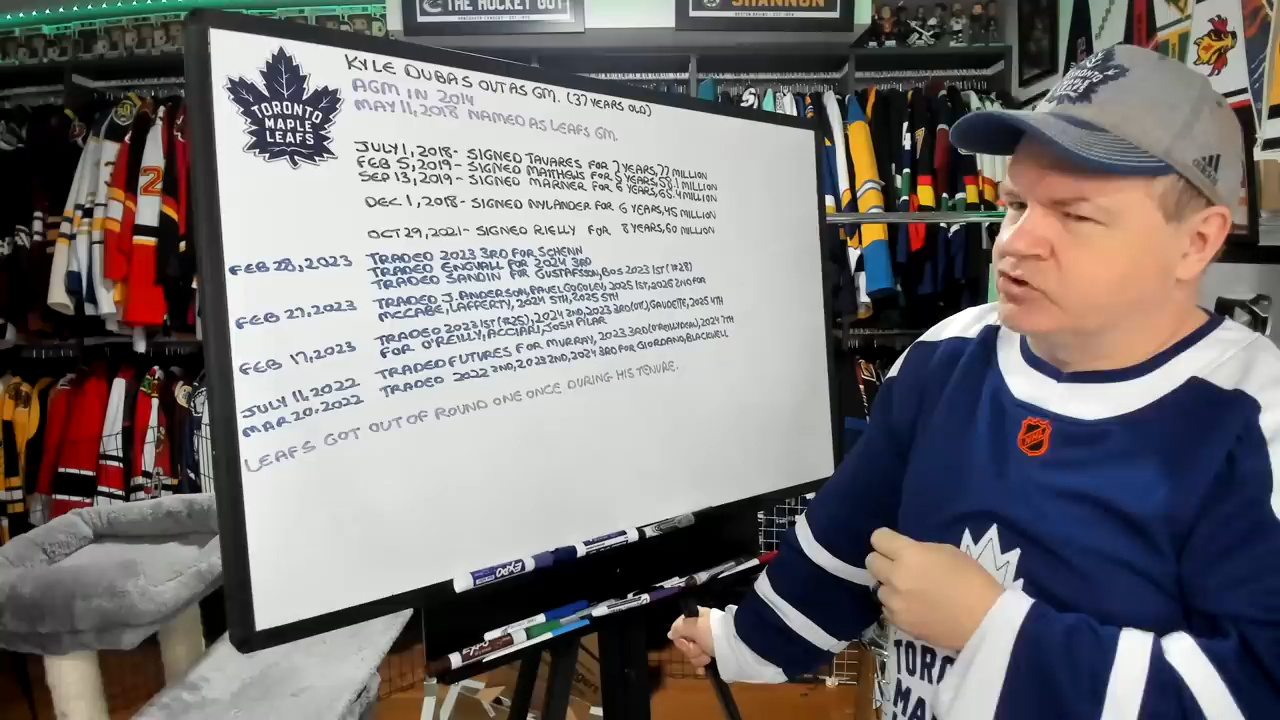 THE HOCKEY GUY
SHANNON
TORONTO
MAPLE
LEAFS
KYLE DUBAS OUT AS GM. (37 YEARS OLD)
AGM IN 2014
MAY 11, 2018 NAMED AS LEAFS GM.
JULY 1, 2018- SIGNED TAVARES FOR 7 YEARS, 77 MILLION
FEB 5, 2019- SIGNED MATTHEWS FOR 5 YEARS, 58.1 MILLION
SEP 13, 2019- SIGNED MARNER FOR 6 YEARS, 65.4 MILLION
DEC 1, 2018- SIGNED NYLANDER FOR 6 YEARS, 45 MILLION
OCT 29, 2021- SIGNED RIELLY FOR 8 YEARS, 60 MILLION
FEB 28, 2023 TRADED 2023 3RD FOR SCHENN
TRADED ENGVALL FOR 2024 3RD
TRADED SANDIN FOR GUSTAFSSON, BOS 2023 1ST (#28)
FEB 27, 2023 TRADED J. ANDERSON, PAVEL GOGOLEV, 2025 1ST, 2026 2ND FOR
MCCABE, LAFFERTY, 2024 5TH, 2025 5TH
FEB 17, 2023 TRADED 2023 1ST (#25), 2024 2ND, 2023 3RD (OTT), GAUDETTE, 2025 4TH
FOR O'REILLY, ACCIARI, JOSH PILAR
JULY 11, 2022 TRADED FUTURES FOR MURRAY, 2023 3RD (O'REILLY DEAL), 2024 7TH
MAR 20, 2022 TRADED 2022 2ND, 2023 2ND, 2024 3RD FOR GIORDANO, BLACKWELL
LEAFS GOT OUT OF ROUND ONE ONCE DURING HIS TENURE.
EXPO
NHL
adidas
2